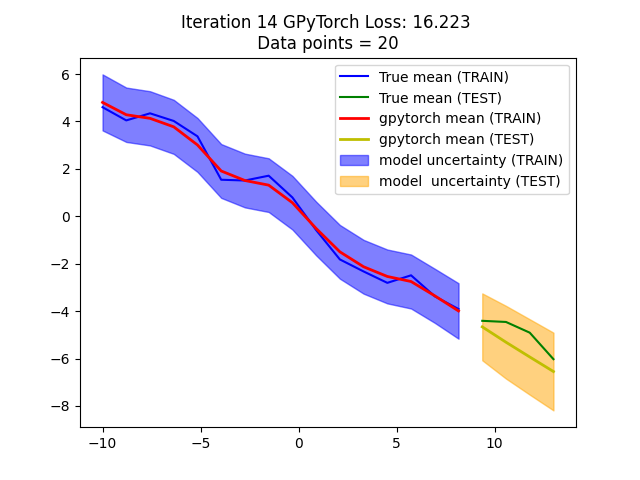 Iteration 14 GPyTorch Loss: 16.223
Data points = 20
True mean (TRAIN)
True mean (TEST)
gpytorch mean (TRAIN)
gpytorch mean (TEST)
model uncertainty (TRAIN)
model  uncertainty (TEST)
6
4
2
0
−2
−4
−6
−8
−10
−5
0
5
10